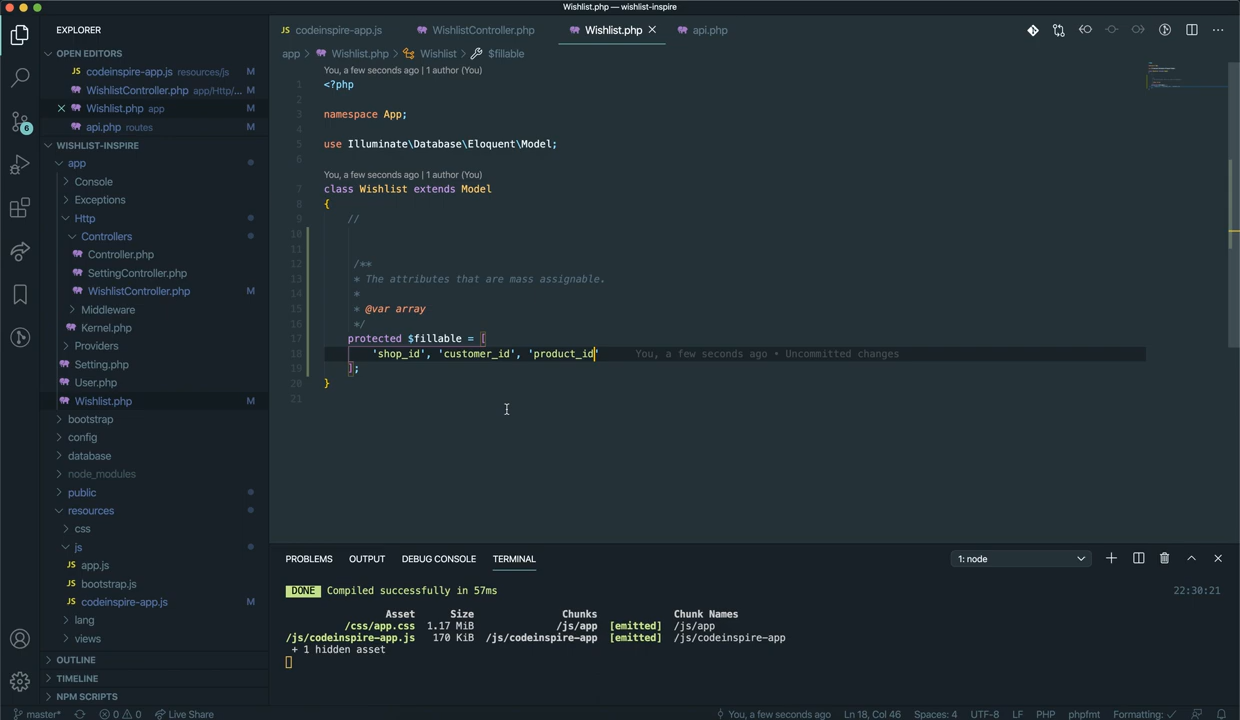 Wishlist.php — wishlist-inspire
EXPLORER
OPEN EDITORS
JS codeinspire-app.js resources/js M
WishlistController.php app/Http/... M
Wishlist.php app M
api.php routes M
WISHLIST-INSPIRE
app
Console
Exceptions
Http
Controllers
Controller.php
SettingController.php
WishlistController.php M
Middleware
Kernel.php
Providers
Setting.php
User.php
Wishlist.php M
bootstrap
config
database
node_modules
public
resources
css
js
JS app.js
JS bootstrap.js
JS codeinspire-app.js M
lang
views
OUTLINE
TIMELINE
NPM SCRIPTS
6
JS codeinspire-app.js WishlistController.php Wishlist.php api.php
app > Wishlist.php > Wishlist > $fillable
You, a few seconds ago | 1 author (You)
1 <?php
2
3 namespace App;
4
5 use Illuminate\Database\Eloquent\Model;
6
You, a few seconds ago | 1 author (You)
7 class Wishlist extends Model
8 {
9 //
10
11
12 /**
13 * The attributes that are mass assignable.
14 *
15 * @var array
16 */
17 protected $fillable = [
18 'shop_id', 'customer_id', 'product_id' You, a few seconds ago • Uncommitted changes
19 ];
20 }
21
PROBLEMS OUTPUT DEBUG CONSOLE TERMINAL 1: node
DONE Compiled successfully in 57ms 22:30:21
Asset Size Chunks Chunk Names
/css/app.css 1.17 MiB /js/app [emitted] /js/app
/js/codeinspire-app.js 170 KiB /js/codeinspire-app [emitted] /js/codeinspire-app
+ 1 hidden asset
master* 0 0 Live Share You, a few seconds ago Ln 18, Col 46 Spaces: 4 UTF-8 LF PHP phpfmt Formatting: ✓